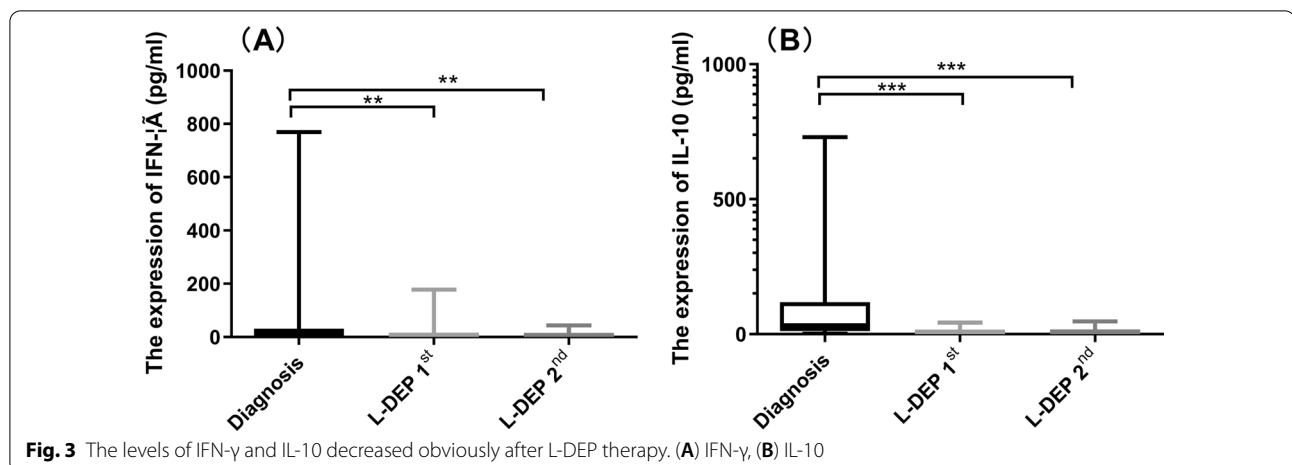 （A）
The expression of IFN-¦Ã (pg/ml)
1000
800
600
400
200
0
**
**
Diagnosis
L-DEP 1st
L-DEP 2nd
（B）
The expression of IL-10 (pg/ml)
1000
500
0
***
***
Diagnosis
L-DEP 1st
L-DEP 2nd
Fig. 3 The levels of IFN-γ and IL-10 decreased obviously after L-DEP therapy. (A) IFN-γ, (B) IL-10